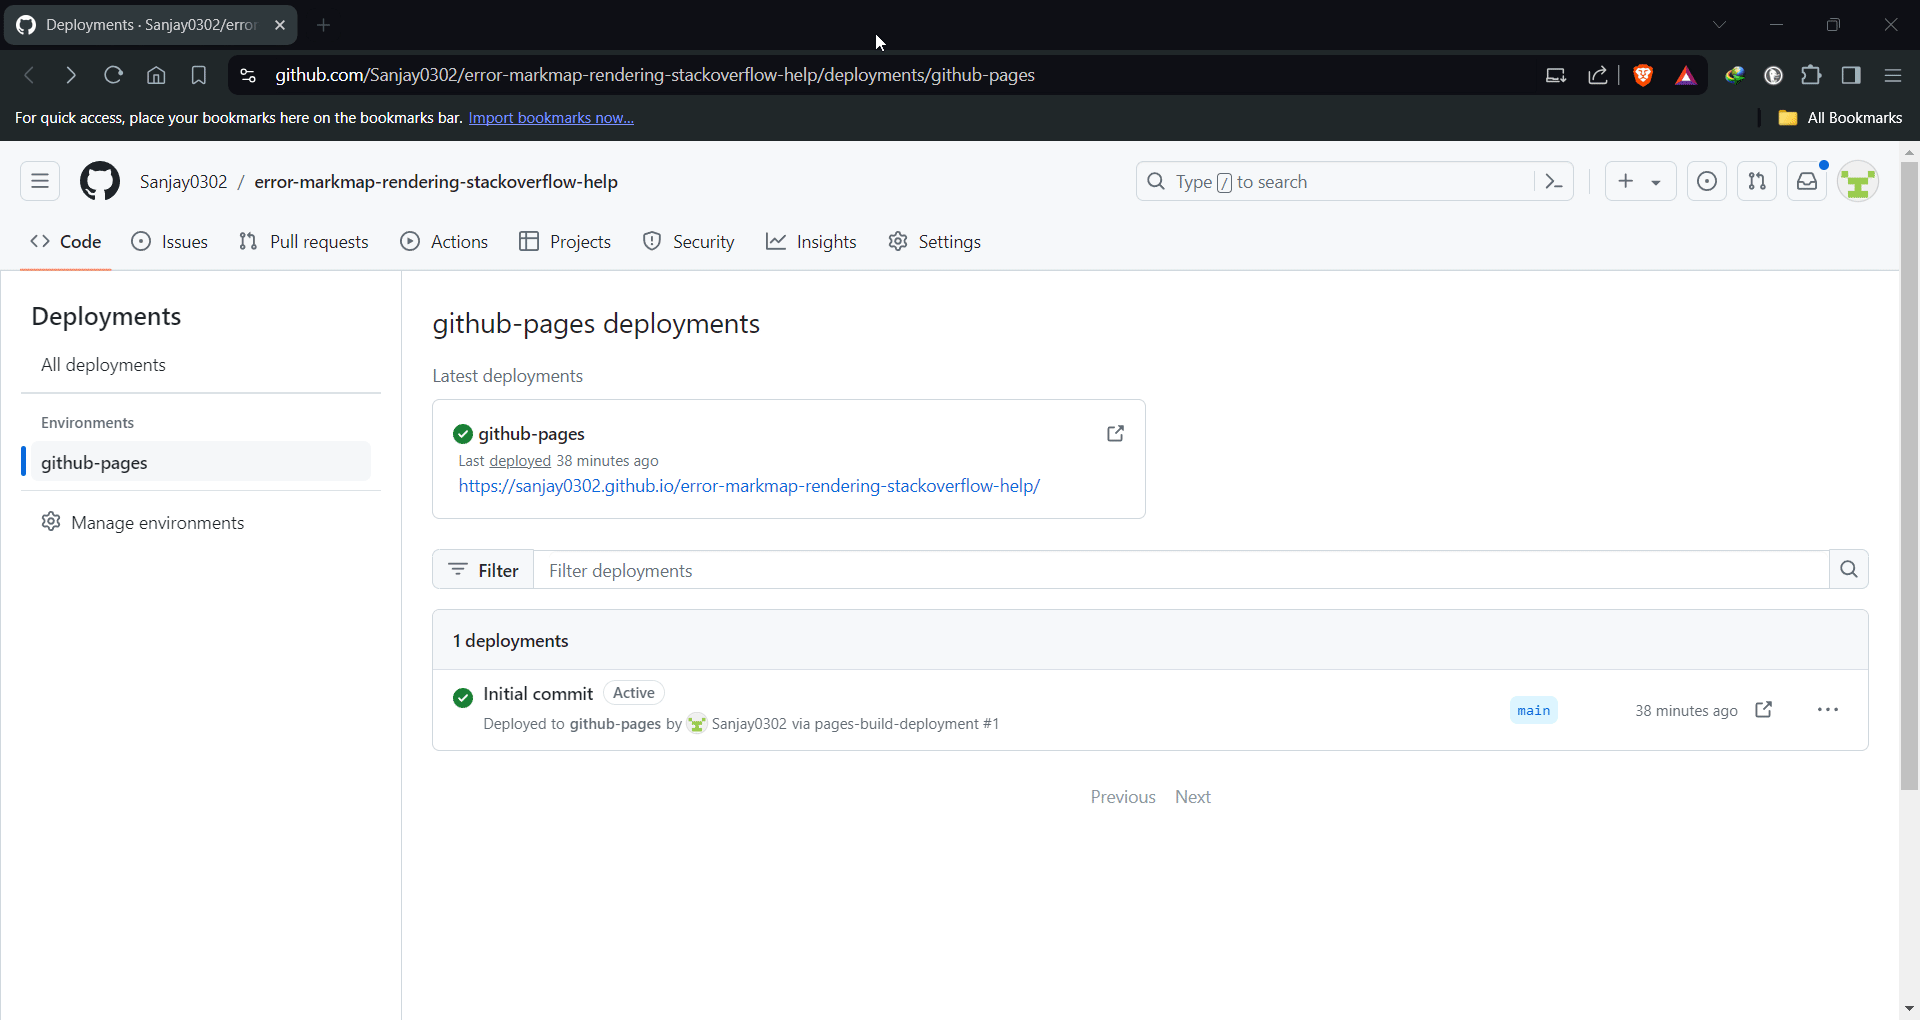 Deployments · Sanjay0302/error
github.com/Sanjay0302/error-markmap-rendering-stackoverflow-help/deployments/github-pages
For quick access, place your bookmarks here on the bookmarks bar. Import bookmarks now...
All Bookmarks
Sanjay0302 / error-markmap-rendering-stackoverflow-help
Type / to search
Code Issues Pull requests Actions Projects Security Insights Settings
Deployments
All deployments
Environments
github-pages
Manage environments
github-pages deployments
Latest deployments
github-pages
Last deployed 38 minutes ago
https://sanjay0302.github.io/error-markmap-rendering-stackoverflow-help/
Filter Filter deployments
1 deployments
Initial commit Active
Deployed to github-pages by Sanjay0302 via pages-build-deployment #1
main 38 minutes ago
Previous Next